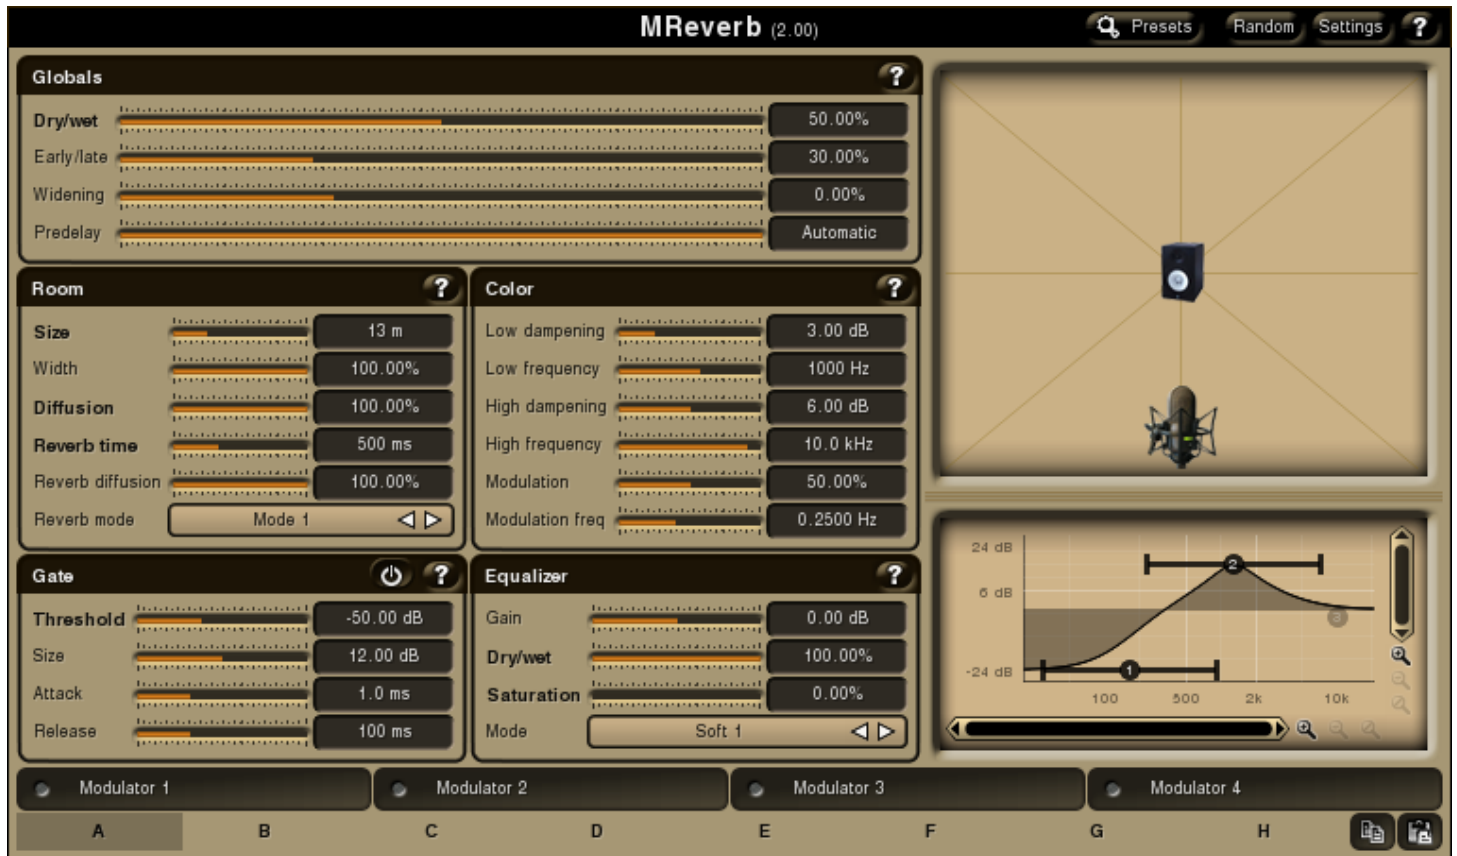 MReverb (2.00)
Presets
Random
Settings
?
Globals
?
Dry/wet 50.00%
Early/late 30.00%
Widening 0.00%
Predelay Automatic
Room
?
Size 13 m
Width 100.00%
Diffusion 100.00%
Reverb time 500 ms
Reverb diffusion 100.00%
Reverb mode Mode 1
Color
?
Low dampening 3.00 dB
Low frequency 1000 Hz
High dampening 6.00 dB
High frequency 10.0 kHz
Modulation 50.00%
Modulation freq 0.2500 Hz
Gate
?
Threshold -50.00 dB
Size 12.00 dB
Attack 1.0 ms
Release 100 ms
Equalizer
?
Gain 0.00 dB
Dry/wet 100.00%
Saturation 0.00%
Mode Soft 1
24 dB
2
6 dB
3
-24 dB
1
100 500 2k 10k
Modulator 1
Modulator 2
Modulator 3
Modulator 4
A B C D E F G H